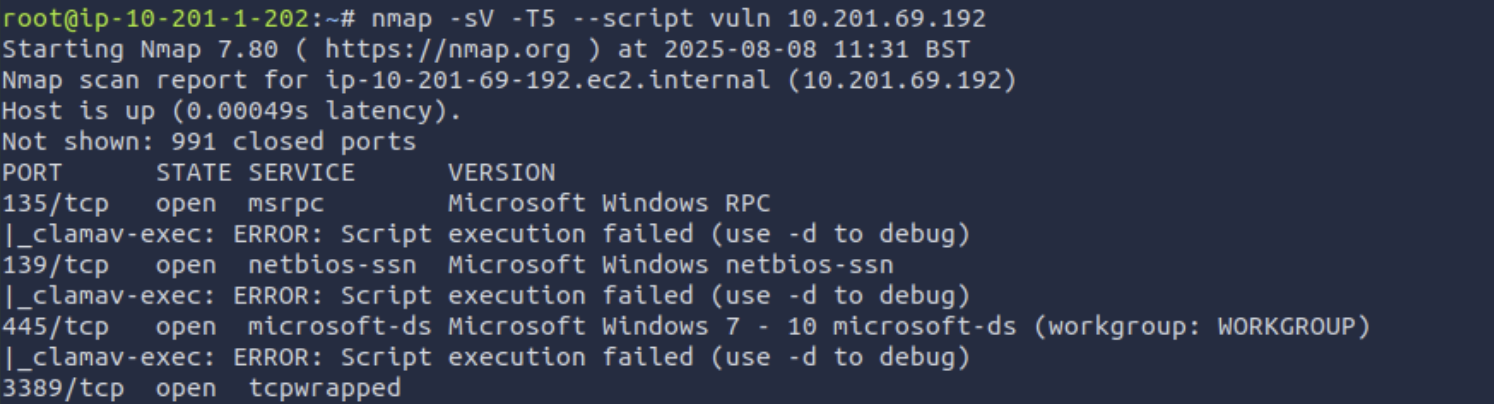 root@ip-10-201-1-202:~# nmap -sV -T5 --script vuln 10.201.69.192
Starting Nmap 7.80 ( https://nmap.org ) at 2025-08-08 11:31 BST
Nmap scan report for ip-10-201-69-192.ec2.internal (10.201.69.192)
Host is up (0.00049s latency).
Not shown: 991 closed ports
PORT     STATE SERVICE      VERSION
135/tcp  open  msrpc        Microsoft Windows RPC
|_clamav-exec: ERROR: Script execution failed (use -d to debug)
139/tcp  open  netbios-ssn  Microsoft Windows netbios-ssn
|_clamav-exec: ERROR: Script execution failed (use -d to debug)
445/tcp  open  microsoft-ds Microsoft Windows 7 - 10 microsoft-ds (workgroup: WORKGROUP)
|_clamav-exec: ERROR: Script execution failed (use -d to debug)
3389/tcp open  tcpwrapped